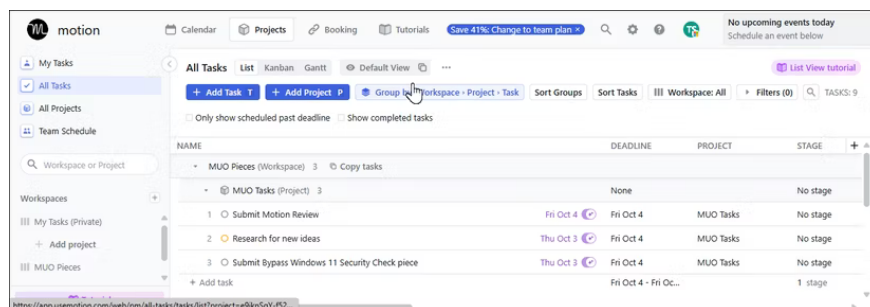 motion
Calendar Projects Booking Tutorials Save 41%: Change to team plan × TS No upcoming events today
Schedule an event below
My Tasks
All Tasks
All Projects
Team Schedule
Workspace or Project
Workspaces +
My Tasks (Private)
+ Add project
MUO Pieces
All Tasks List Kanban Gantt Default View ... List View tutorial
+ Add Task T + Add Project P Group by Workspace › Project › Task Sort Groups Sort Tasks Workspace: All Filters (0) TASKS: 9
Only show scheduled past deadline Show completed tasks
NAME DEADLINE PROJECT STAGE +
MUO Pieces (Workspace) 3 Copy tasks
MUO Tasks (Project) 3 None No stage
1 Submit Motion Review Fri Oct 4 Fri Oct 4 MUO Tasks No stage
2 Research for new ideas Thu Oct 3 Fri Oct 4 MUO Tasks No stage
3 Submit Bypass Windows 11 Security Check piece Thu Oct 3 Fri Oct 4 MUO Tasks No stage
+ Add task Fri Oct 4 - Fri Oc... 1 stage